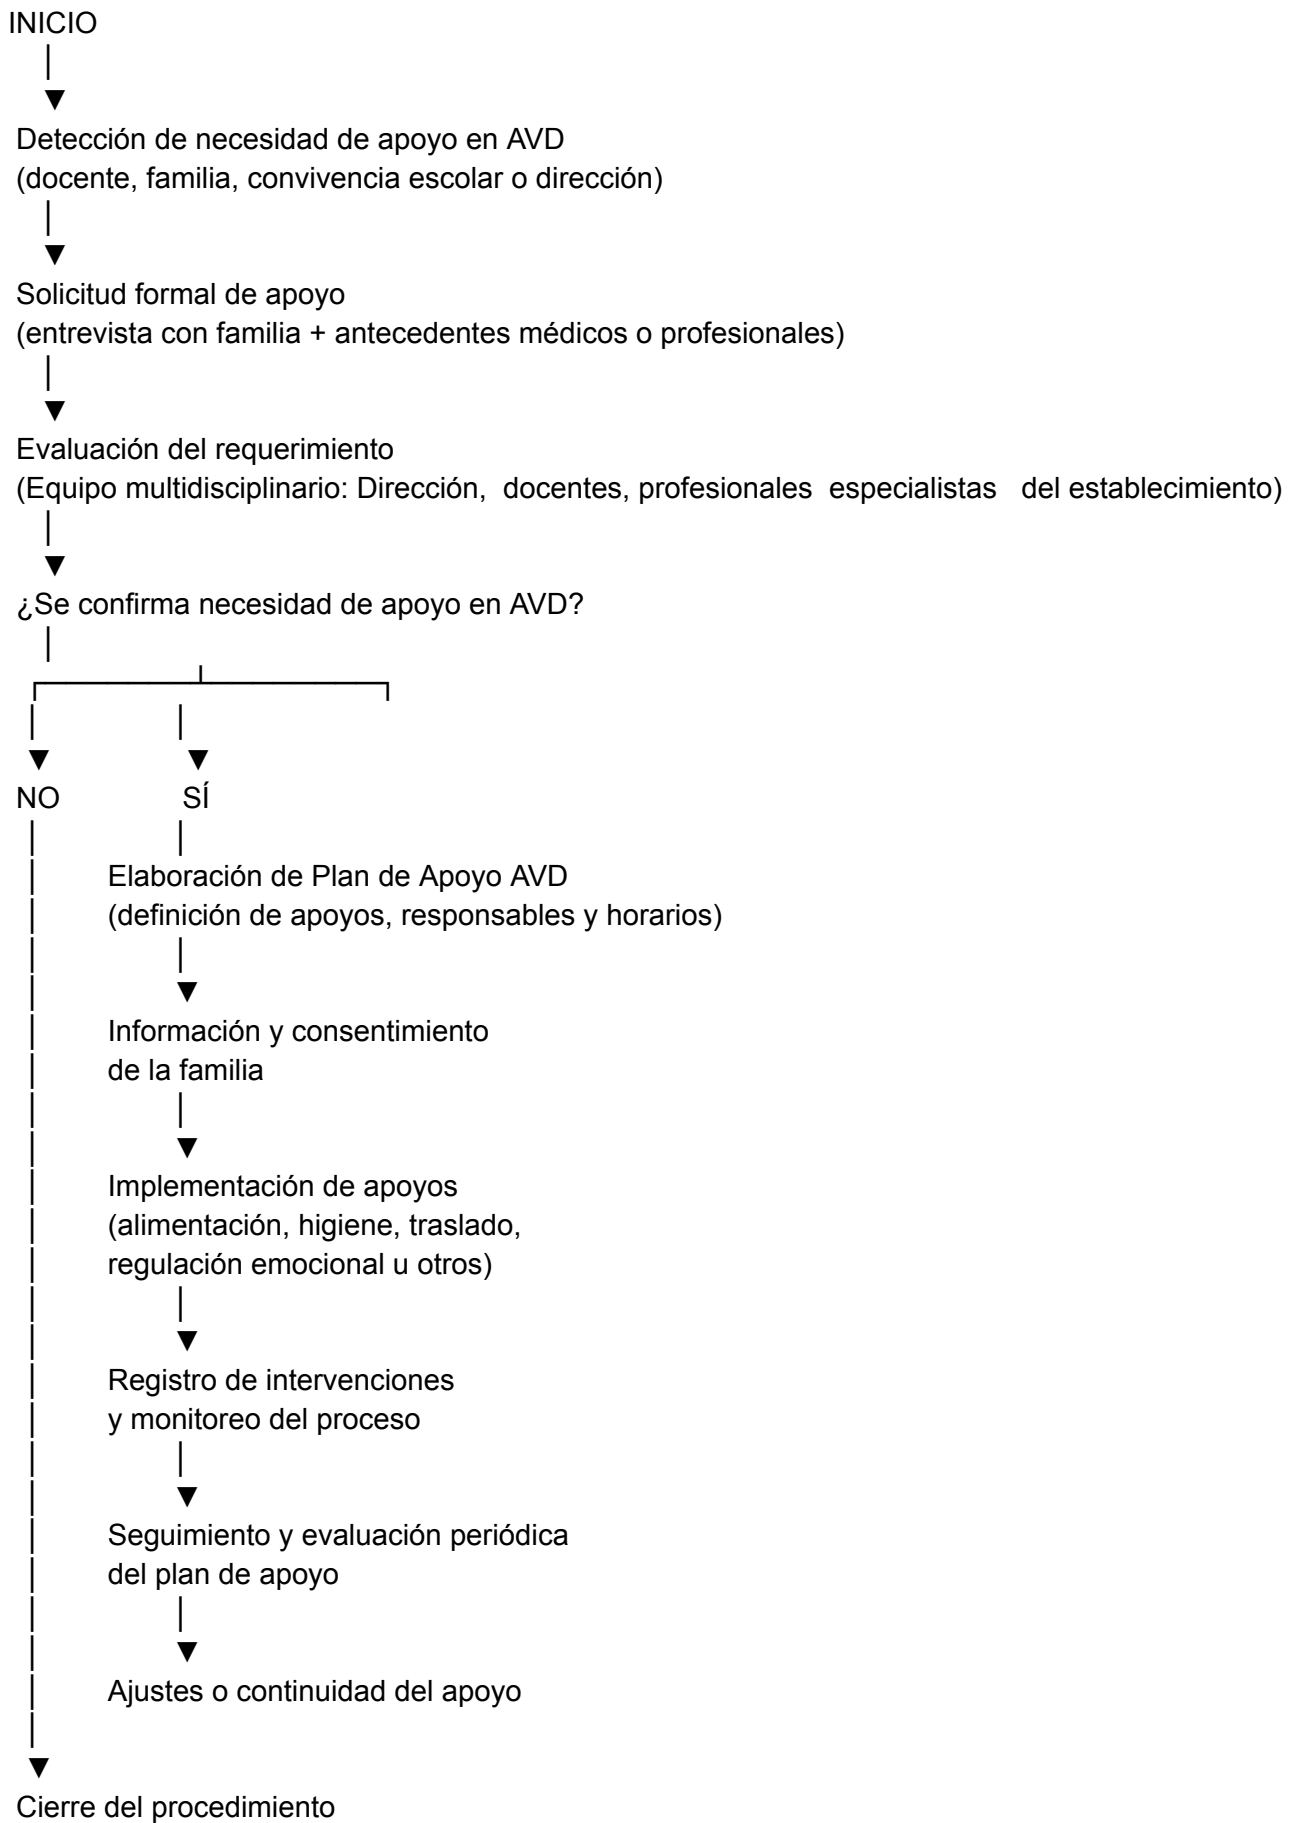 INICIO
Detección de necesidad de apoyo en AVD
(docente, familia, convivencia escolar o dirección)
Solicitud formal de apoyo
(entrevista con familia + antecedentes médicos o profesionales)
Evaluación del requerimiento
(Equipo multidisciplinario: Dirección, docentes, profesionales especialistas del establecimiento)
¿Se confirma necesidad de apoyo en AVD?
NO SÍ
Elaboración de Plan de Apoyo AVD
(definición de apoyos, responsables y horarios)
Información y consentimiento
de la familia
Implementación de apoyos
(alimentación, higiene, traslado,
regulación emocional u otros)
Registro de intervenciones
y monitoreo del proceso
Seguimiento y evaluación periódica
del plan de apoyo
Ajustes o continuidad del apoyo
Cierre del procedimiento